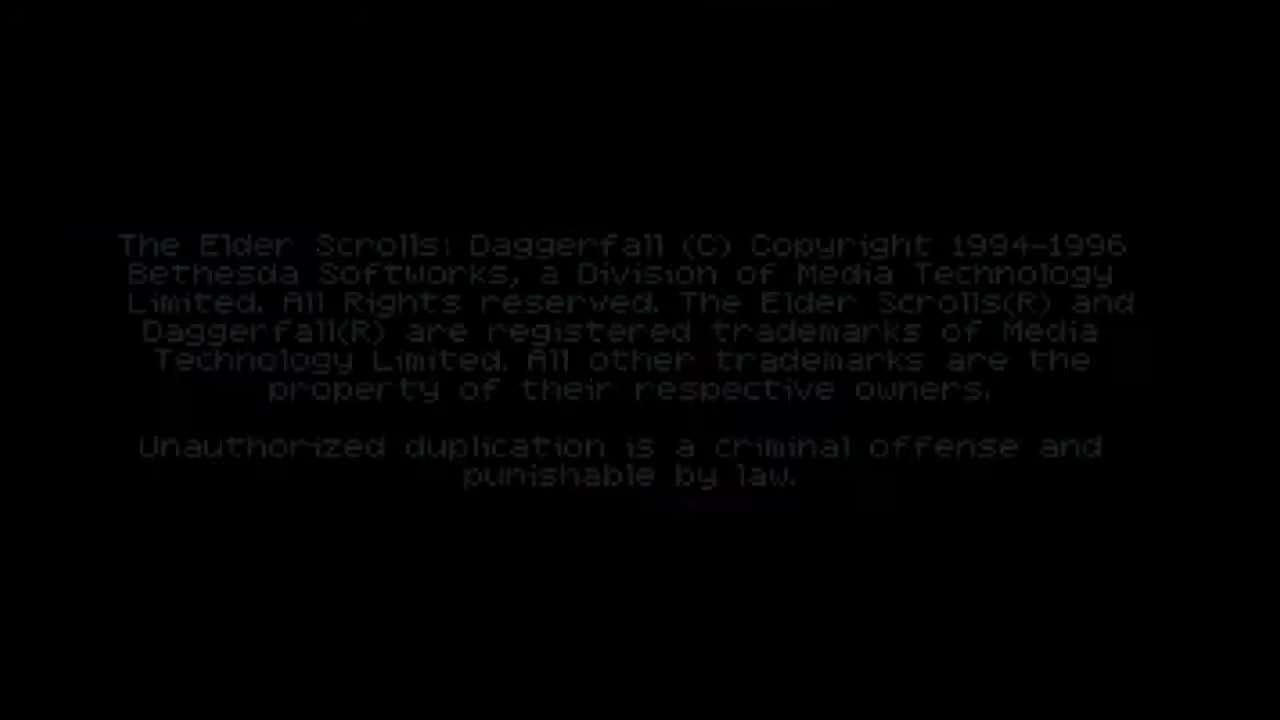 The Elder Scrolls: Daggerfall (C) Copyright 1994-1996
Bethesda Softworks, a Division of Media Technology
Limited. All Rights reserved. The Elder Scrolls(R) and
Daggerfall(R) are registered trademarks of Media
Technology Limited. All other trademarks are the
property of their respective owners.
Unauthorized duplication is a criminal offense and
punishable by law.